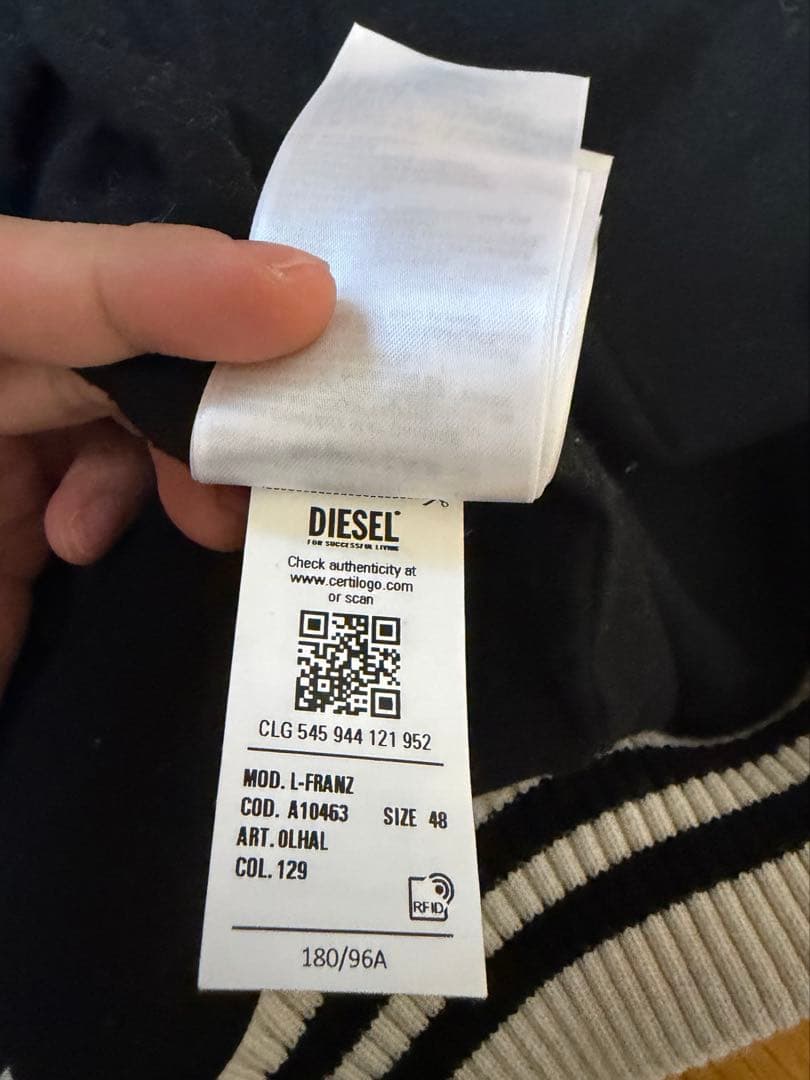 DIESEL
FOR SUCCESSFUL LIVING
Check authenticity at
www.certilogo.com
or scan
CLG 545 944 121 952
MOD. L-FRANZ
COD. A10463 SIZE 48
ART. OLHAL
COL. 129
RFID
180/96A